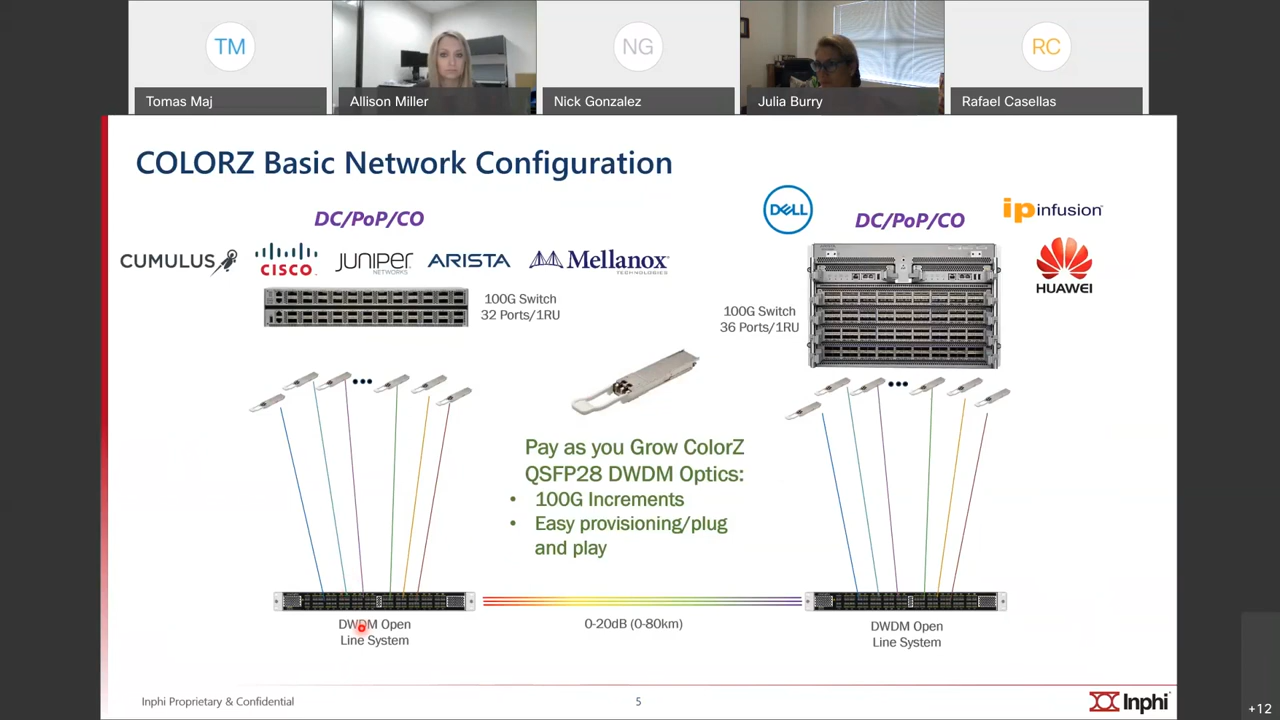 TM
NG
RC
Tomas Maj
Allison Miller
Nick Gonzalez
Julia Burry
Rafael Casellas
COLORZ Basic Network Configuration
DC/PoP/CO
DELL
DC/PoP/CO
ip infusion
CUMULUS
CISCO
JUNIPER
NETWORKS
ARISTA
Mellanox
TECHNOLOGIES
HUAWEI
100G Switch
32 Ports/1RU
100G Switch
36 Ports/1RU
Pay as you Grow ColorZ
QSFP28 DWDM Optics:
• 100G Increments
• Easy provisioning/plug
and play
DWDM Open
Line System
0-20dB (0-80km)
DWDM Open
Line System
Inphi Proprietary & Confidential
5
Inphi
+12